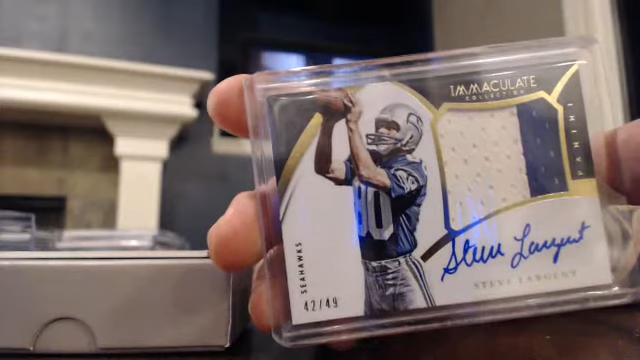 IMMACULATE
COLLECTION
PANINI
80
Steve Largent
STEVE LARGENT
SEAHAWKS
42/49